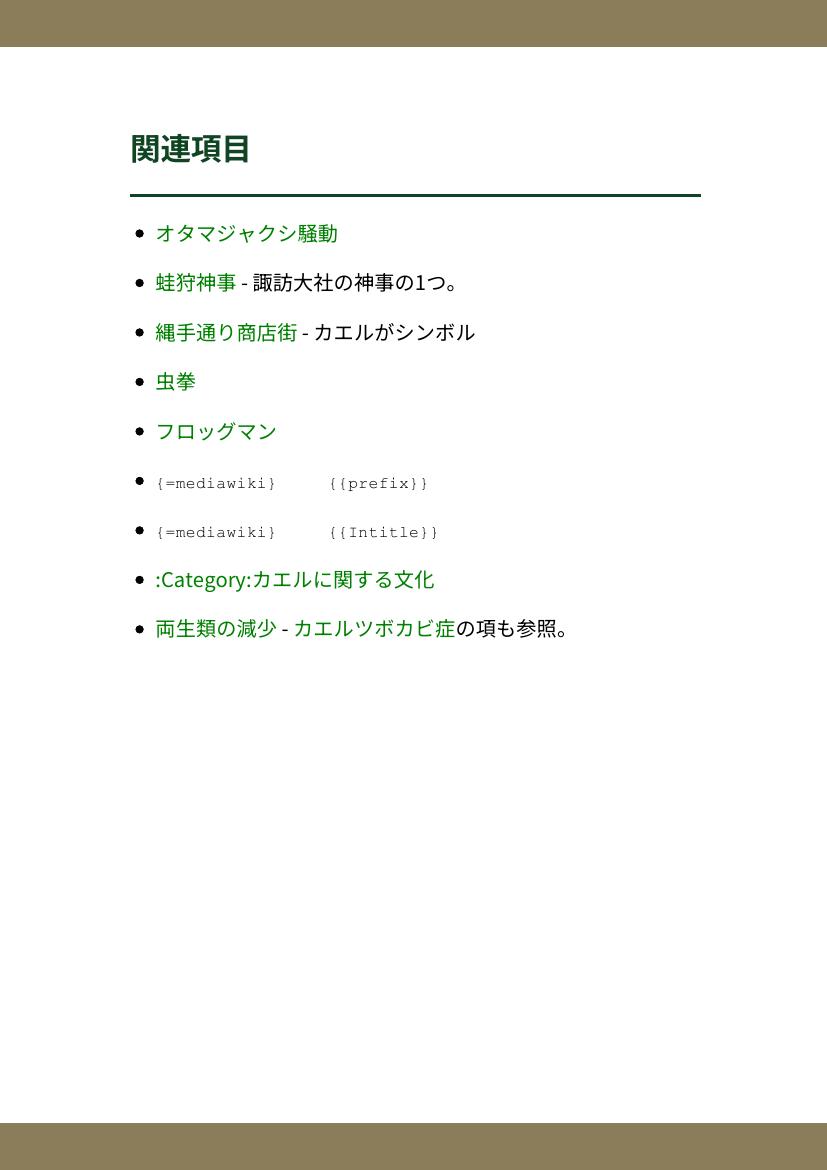 関連項目
オタマジャクシ騒動
蛙狩神事 - 諏訪大社の神事の1つ。
縄手通り商店街 - カエルがシンボル
虫拳
フロッグマン
{=mediawiki} {{prefix}}
{=mediawiki} {{Intitle}}
:Category:カエルに関する文化
両生類の減少 - カエルツボカビ症の項も参照。